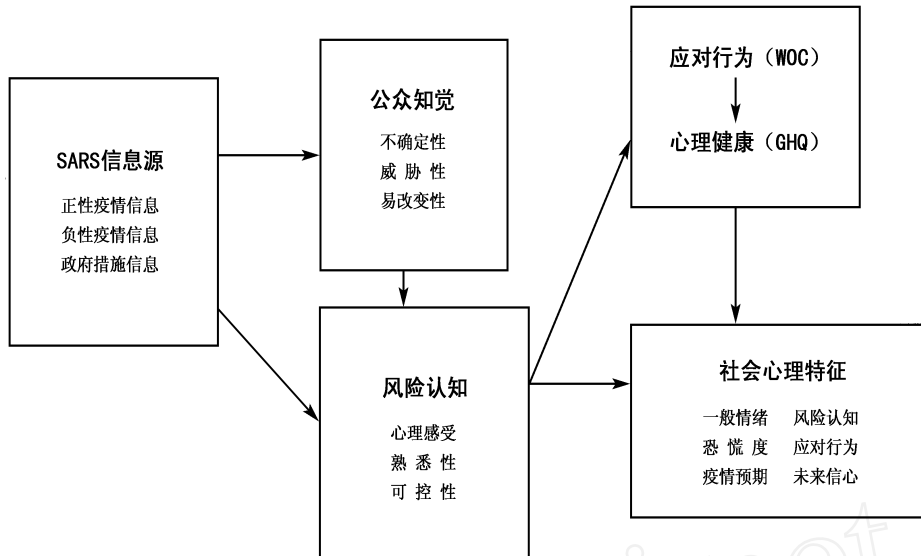 SARS信息源
正性疫情信息
负性疫情信息
政府措施信息
公众知觉
不确定性
威胁性
易改变性
风险认知
心理感受
熟悉性
可控性
应对行为（WOC）
心理健康（GHQ）
社会心理特征
一般情绪 风险认知
恐慌度 应对行为
疫情预期 未来信心